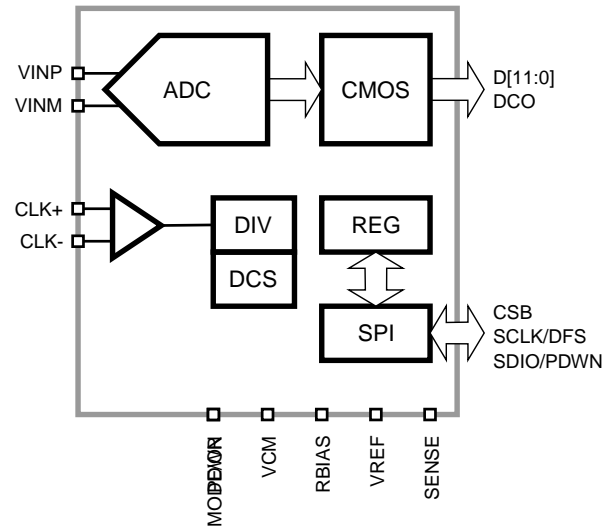 VINP
VINM
ADC
CMOS
D[11:0]
DCO
CLK+
CLK-
DIV
DCS
REG
SPI
CSB
SCLK/DFS
SDIO/PDWN
VCM
RBIAS
VREF
SENSE